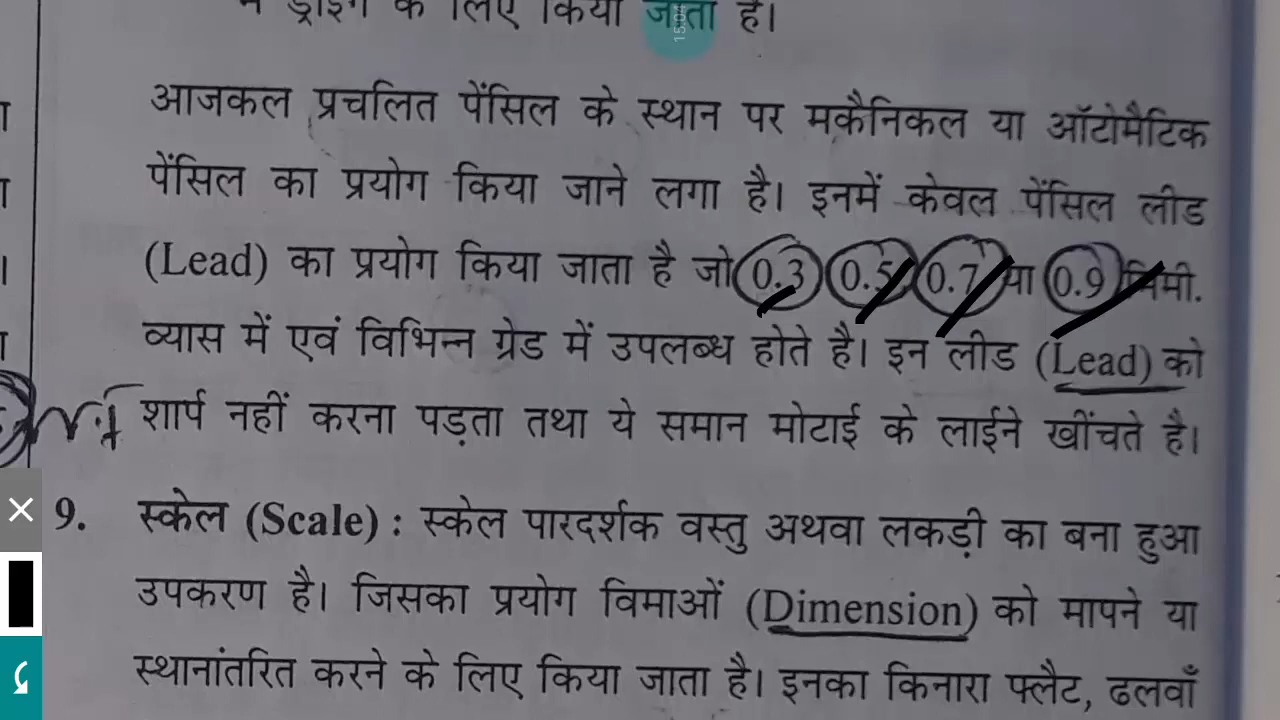 में ड्राइंग के लिए किया जाता है।
15:04
आजकल प्रचलित पेंसिल के स्थान पर मकैनिकल या ऑटोमैटिक
पेंसिल का प्रयोग किया जाने लगा है। इनमें केवल पेंसिल लीड
(Lead) का प्रयोग किया जाता है जो 0.3 0.5 0.7 या 0.9 मिमी.
व्यास में एवं विभिन्न ग्रेड में उपलब्ध होते है। इन लीड (Lead) को
शार्प नहीं करना पड़ता तथा ये समान मोटाई के लाईने खींचते है।
9. स्केल (Scale) : स्केल पारदर्शक वस्तु अथवा लकड़ी का बना हुआ
उपकरण है। जिसका प्रयोग विमाओं (Dimension) को मापने या
स्थानांतरित करने के लिए किया जाता है। इनका किनारा फ्लैट, ढलवाँ